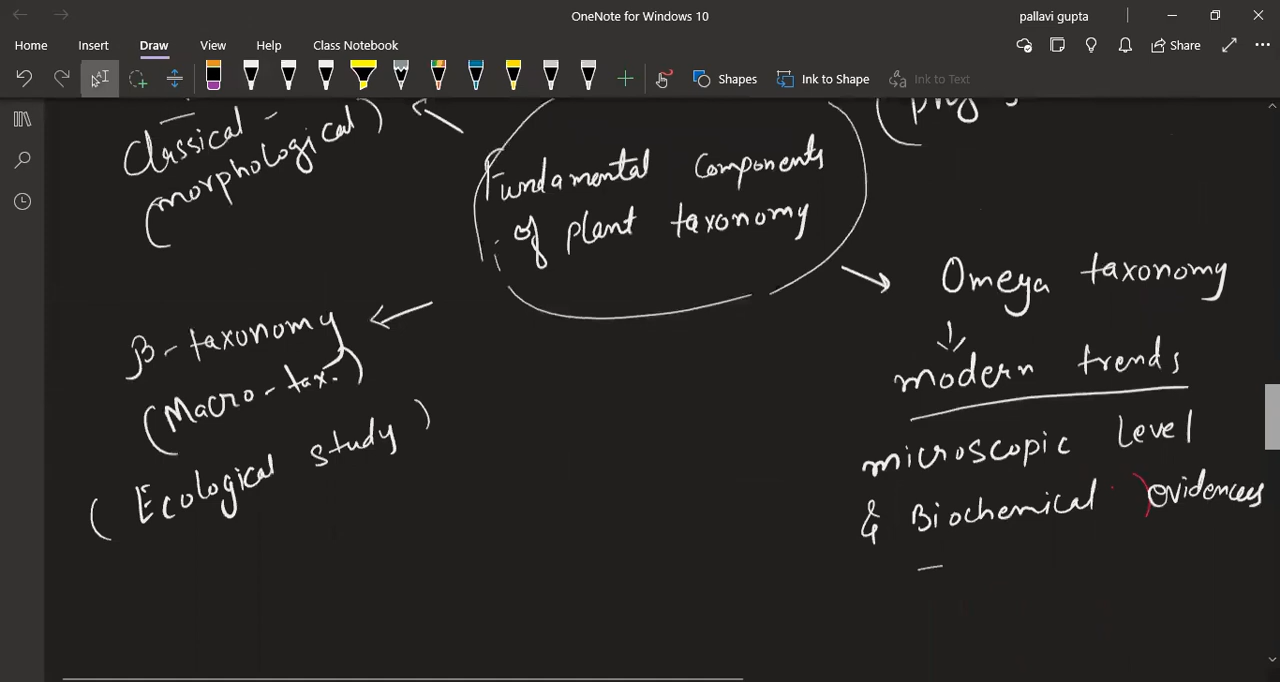 OneNote for Windows 10
pallavi gupta
Home Insert Draw View Help Class Notebook
Share
Shapes Ink to Shape Ink to Text
Classical
(morphological)
Fundamental Components
of plant taxonomy
Omega taxonomy
modern trends
microscopic Level
& Biochemical ) evidences
β-taxonomy
(Macro-tax.)
( Ecological study )